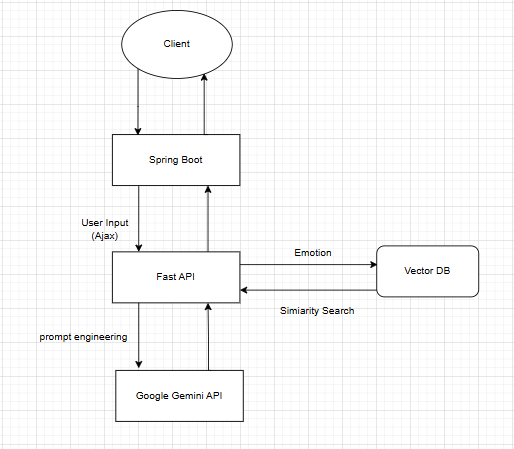 Client
Spring Boot
User Input
(Ajax)
Emotion
Fast API
Vector DB
Simiarity Search
prompt engineering
Google Gemini API